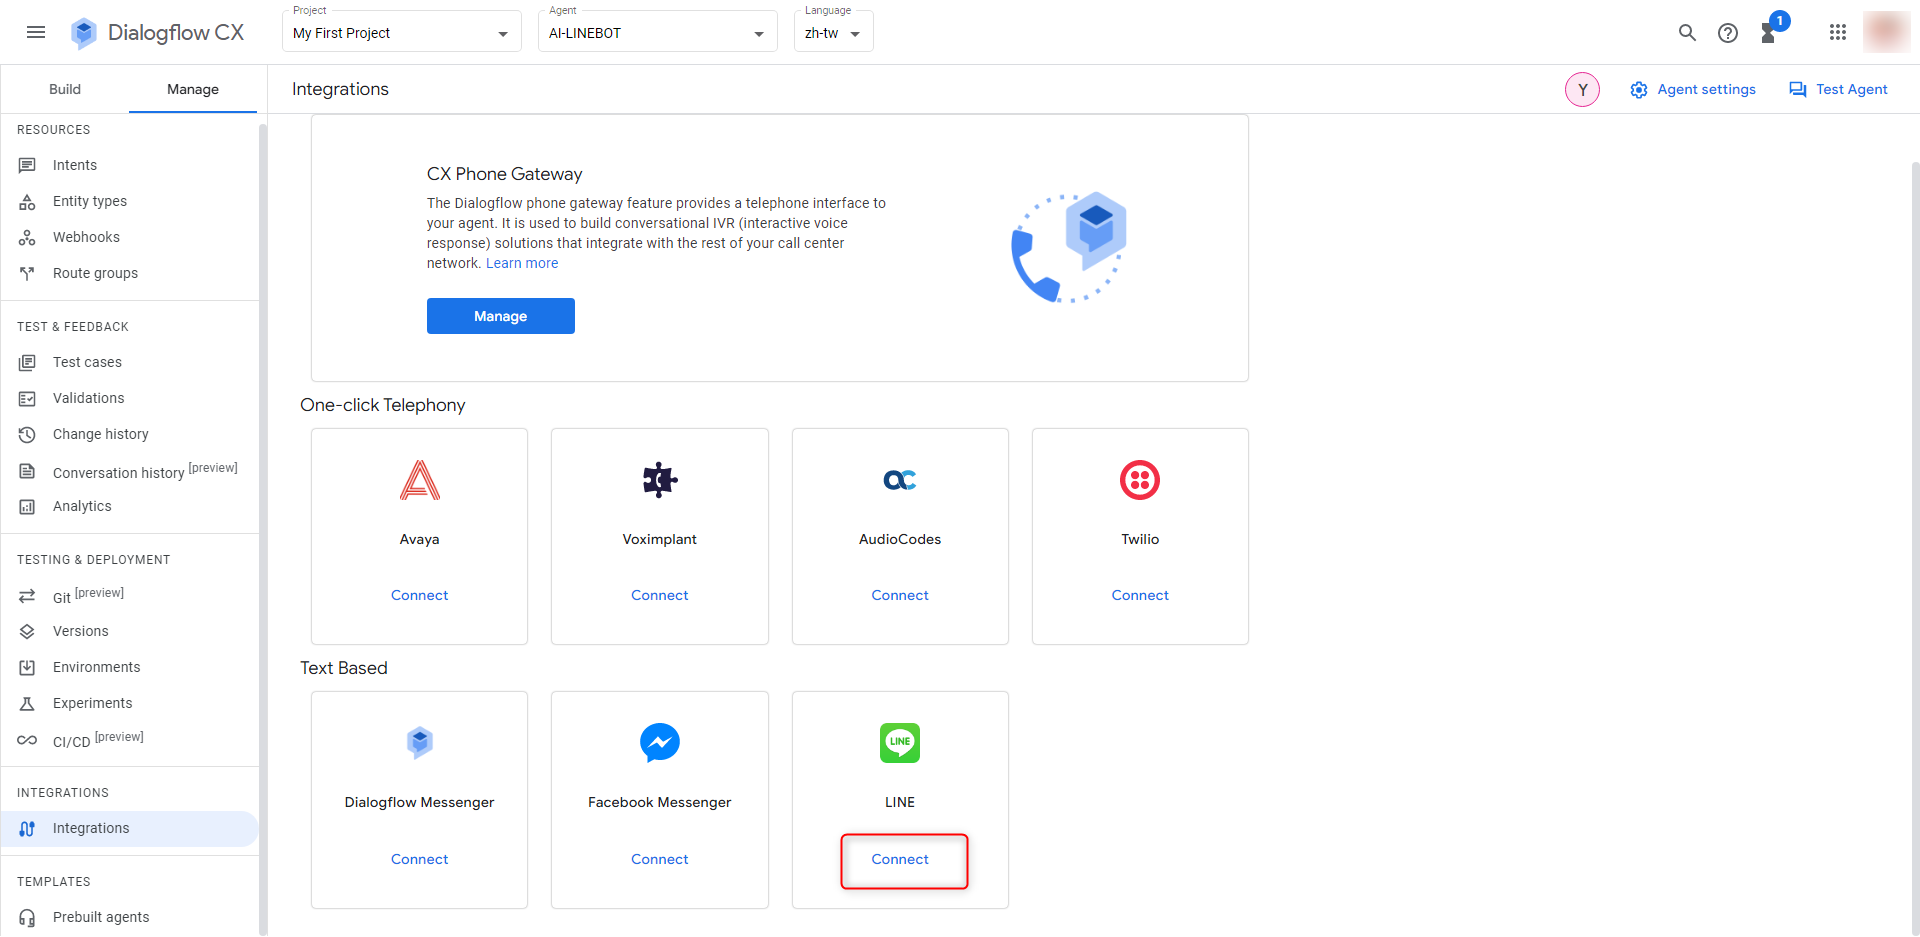 Dialogflow CX
Project
My First Project
Agent
AI-LINEBOT
Language
zh-tw
1
Build
Manage
Integrations
Y
Agent settings
Test Agent
RESOURCES
Intents
Entity types
Webhooks
Route groups
TEST & FEEDBACK
Test cases
Validations
Change history
Conversation history [preview]
Analytics
TESTING & DEPLOYMENT
Git [preview]
Versions
Environments
Experiments
CI/CD [preview]
INTEGRATIONS
Integrations
TEMPLATES
Prebuilt agents
CX Phone Gateway
The Dialogflow phone gateway feature provides a telephone interface to
your agent. It is used to build conversational IVR (interactive voice
response) solutions that integrate with the rest of your call center
network. Learn more
Manage
One-click Telephony
Avaya
Connect
Voximplant
Connect
AudioCodes
Connect
Twilio
Connect
Text Based
Dialogflow Messenger
Connect
Facebook Messenger
Connect
LINE
LINE
Connect